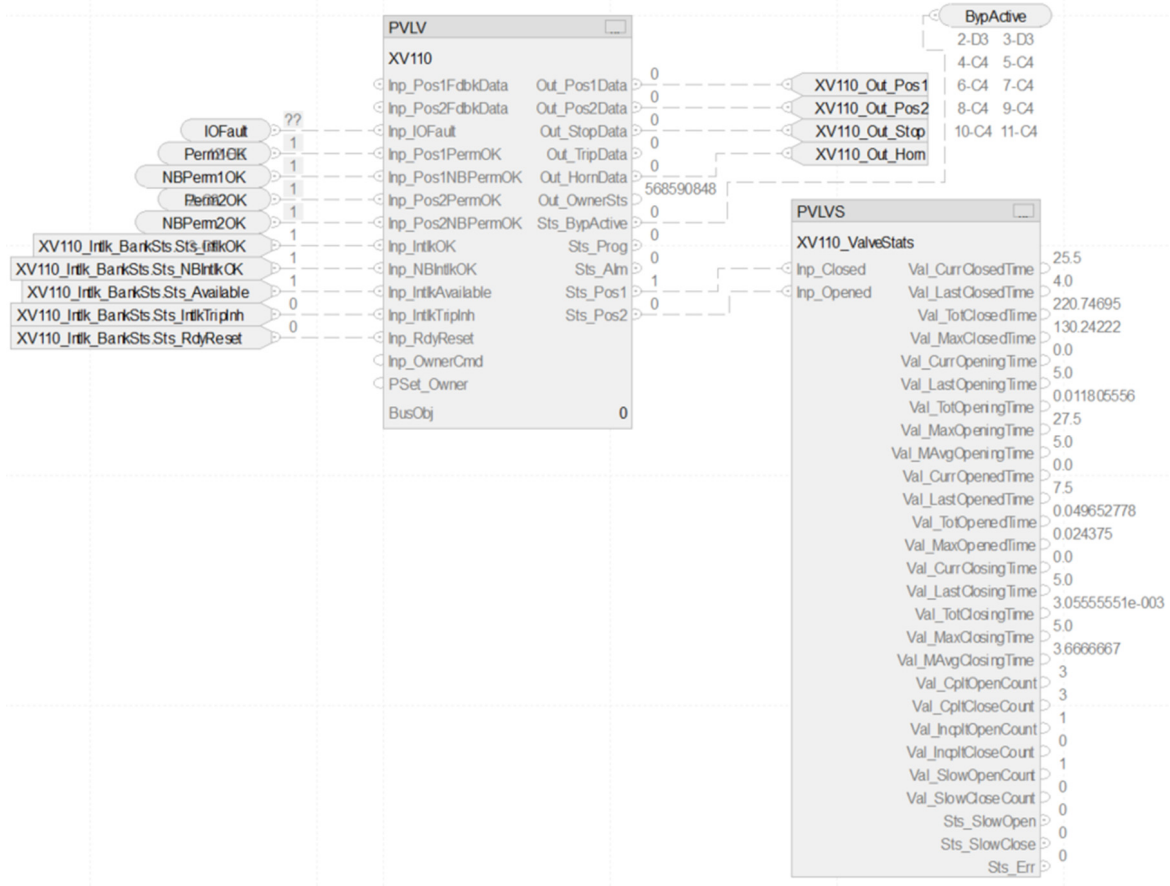 BypActive
2-D3 3-D3
4-C4 5-C4
6-C4 7-C4
8-C4 9-C4
10-C4 11-C4
PVLV
...
XV110
IOFault
Perm1OK
NBPerm1OK
Perm2OK
NBPerm2OK
XV110_Intlk_BankSts.Sts_IntlkOK
XV110_Intlk_BankSts.Sts_NBIntlkOK
XV110_Intlk_BankSts.Sts_Available
XV110_Intlk_BankSts.Sts_IntlkTripInh
XV110_Intlk_BankSts.Sts_RdyReset
??
1
1
1
1
1
1
1
0
0
Inp_Pos1FdbkData
Inp_Pos2FdbkData
Inp_IOFault
Inp_Pos1PermOK
Inp_Pos1NBPermOK
Inp_Pos2PermOK
Inp_Pos2NBPermOK
Inp_IntlkOK
Inp_NBIntlkOK
Inp_IntlkAvailable
Inp_IntlkTripInh
Inp_RdyReset
Inp_OwnerCmd
PSet_Owner
BusObj 0
Out_Pos1Data 0
Out_Pos2Data 0
Out_StopData 0
Out_TripData 0
Out_HornData 0
Out_OwnerSts 568590848
Sts_BypActive 0
Sts_Prog 0
Sts_Alm 0
Sts_Pos1 1
Sts_Pos2 0
XV110_Out_Pos1
XV110_Out_Pos2
XV110_Out_Stop
XV110_Out_Horn
PVLVS
...
XV110_ValveStats
Inp_Closed
Inp_Opened
Val_CurrClosedTime 25.5
Val_LastClosedTime 4.0
Val_TotClosedTime 220.74695
Val_MaxClosedTime 130.24222
Val_CurrOpeningTime 0.0
Val_LastOpeningTime 5.0
Val_TotOpeningTime 0.011805556
Val_MaxOpeningTime 27.5
Val_MAvgOpeningTime 5.0
Val_CurrOpenedTime 0.0
Val_LastOpenedTime 7.5
Val_TotOpenedTime 0.049652778
Val_MaxOpenedTime 0.024375
Val_CurrClosingTime 0.0
Val_LastClosingTime 5.0
Val_TotClosingTime 3.05555551e-003
Val_MaxClosingTime 5.0
Val_MAvgClosingTime 3.6666667
Val_CpltOpenCount 3
Val_CpltCloseCount 3
Val_IncpltOpenCount 1
Val_IncpltCloseCount 0
Val_SlowOpenCount 1
Val_SlowCloseCount 0
Sts_SlowOpen 0
Sts_SlowClose 0
Sts_Err 0